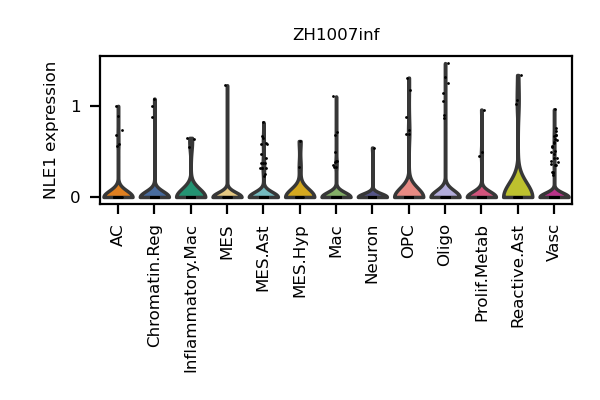 ZH1007inf
NLE1 expression
1
0
AC
Chromatin.Reg
Inflammatory.Mac
MES
MES.Ast
MES.Hyp
Mac
Neuron
OPC
Oligo
Prolif.Metab
Reactive.Ast
Vasc